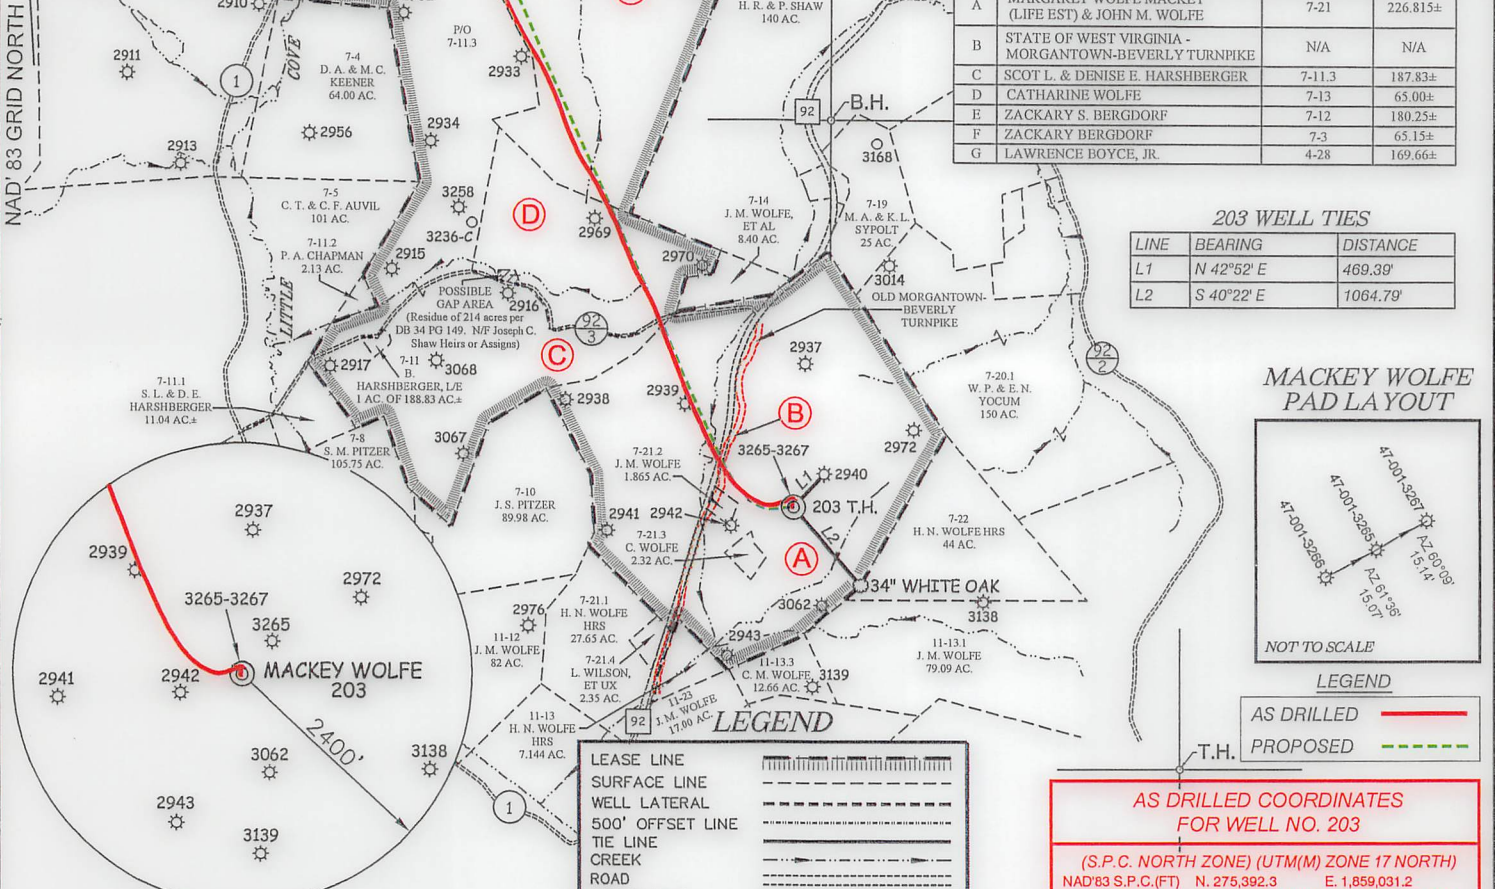 NAD' 83 GRID NORTH
2910
2911
2913
1
COVE
LITTLE
7-4
D. A. & M. C.
KEENER
64.00 AC.
2956
2934
P/O
7-11.3
2933
H. R. & P. SHAW
140 AC.
92
B.H.
3168
7-5
C. T. & C. F. AUVIL
101 AC.
3258
3236-C
D
2969
7-11.2
P. A. CHAPMAN
2.13 AC.
2915
2970
7-14
J. M. WOLFE,
ET AL
8.40 AC.
7-19
M. A. & K.L.
SYPOLT
25 AC.
3014
OLD MORGANTOWN-
BEVERLY
TURNPIKE
POSSIBLE
GAP AREA
(Residue of 214 acres per
DB 34 PG 149. N/F Joseph C.
Shaw Heirs or Assigns)
2916
92
3
C
2917
7-11
B.
HARSHBERGER, L/E
1 AC. OF 188.83 AC.±
3068
7-11.1
S. L. & D. E.
HARSHBERGER
11.04 AC.±
7-8
S. M. PITZER
105.75 AC.
3067
2938
2939
2937
B
3265-3267
2972
7-20.1
W. P. & E. N.
YOCUM
150 AC.
92
2
7-21.2
J. M. WOLFE
1.865 AC.
7-10
J. S. PITZER
89.98 AC.
L1
2940
203 T.H.
2941
2942
7-21.3
C. WOLFE
2.32 AC.
L2
A
7-22
H. N. WOLFE HRS
44 AC.
34" WHITE OAK
3062
3138
2976
7-21.1
H. N. WOLFE
HRS
27.65 AC.
11-12
J. M. WOLFE
82 AC.
2943
7-21.4
L. WILSON,
ET UX
2.35 AC.
11-13.3
C. M. WOLFE
12.66 AC.
3139
11-13.1
J. M. WOLFE
79.09 AC.
11-23
J. M. WOLFE
17.00 AC.
92
11-13
H. N. WOLFE
HRS
7.144 AC.
1
T.H.
2937
2939
2972
3265-3267
3265
MACKEY WOLFE
203
2941
2942
2400'
3062
3138
2943
3139
A MARGARET WOLFE MACKEY
(LIFE EST) & JOHN M. WOLFE 7-21 226.815±
B STATE OF WEST VIRGINIA -
MORGANTOWN-BEVERLY TURNPIKE N/A N/A
C SCOT L. & DENISE E. HARSHBERGER 7-11.3 187.83±
D CATHARINE WOLFE 7-13 65.00±
E ZACKARY S. BERGDORF 7-12 180.25±
F ZACKARY BERGDORF 7-3 65.15±
G LAWRENCE BOYCE, JR. 4-28 169.66±
203 WELL TIES
LINE BEARING DISTANCE
L1 N 42°52' E 469.39'
L2 S 40°22' E 1064.79'
MACKEY WOLFE
PAD LAYOUT
47-001-3267
47-001-3265
47-001-3266
AZ 60°09'
15.14'
AZ 61°36'
15.07'
NOT TO SCALE
LEGEND
AS DRILLED
PROPOSED
LEGEND
LEASE LINE
SURFACE LINE
WELL LATERAL
500' OFFSET LINE
TIE LINE
CREEK
ROAD
AS DRILLED COORDINATES
FOR WELL NO. 203
(S.P.C. NORTH ZONE) (UTM(M) ZONE 17 NORTH)
NAD'83 S.P.C.(FT) N. 275,392.3 E. 1,859,031.2